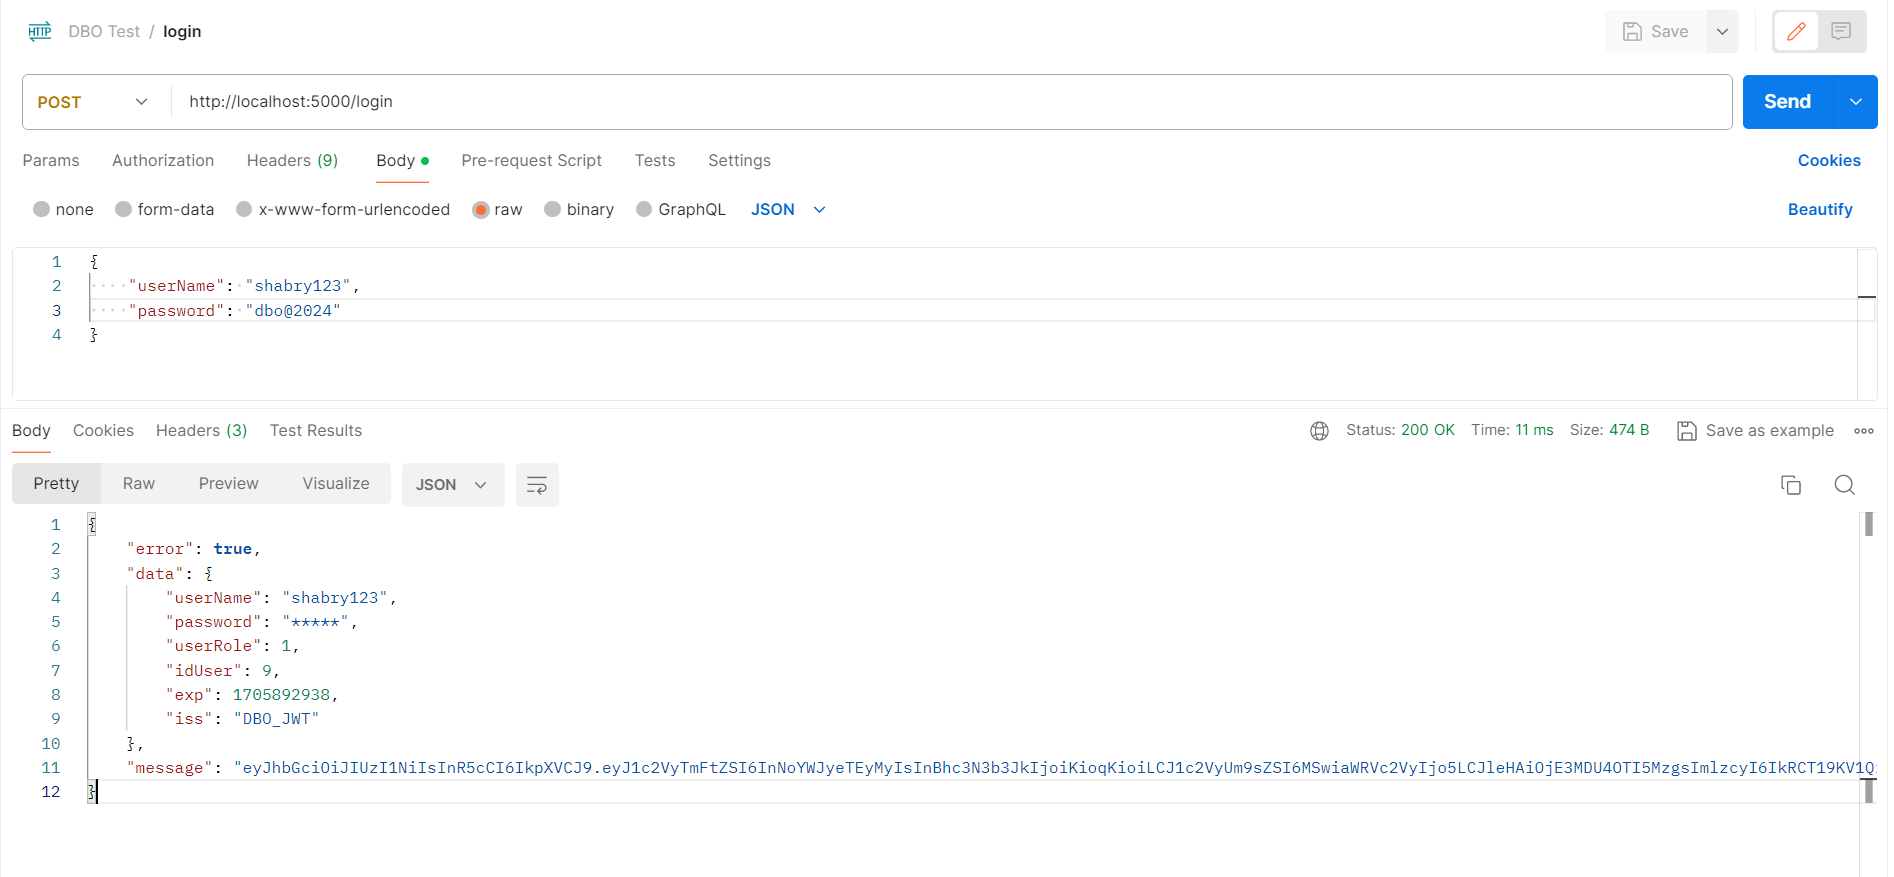 HTTP DBO Test / login
Save
POST http://localhost:5000/login Send
Params Authorization Headers (9) Body Pre-request Script Tests Settings Cookies
none form-data x-www-form-urlencoded raw binary GraphQL JSON Beautify
1 {
2 "userName": "shabry123",
3 "password": "dbo@2024"
4 }
Body Cookies Headers (3) Test Results Status: 200 OK Time: 11 ms Size: 474 B Save as example
Pretty Raw Preview Visualize JSON
1 {
2 "error": true,
3 "data": {
4 "userName": "shabry123",
5 "password": "*****",
6 "userRole": 1,
7 "idUser": 9,
8 "exp": 1705892938,
9 "iss": "DBO_JWT"
10 },
11 "message": "eyJhbGciOiJIUzI1NiIsInR5cCI6IkpXVCJ9.eyJ1c2VyTmFtZSI6InNoYWJyeTEyMyIsInBhc3N3b3JkIjoiKioqKioiLCJ1c2VyUm9sZSI6MSwiaWRVc2VyIjo5LCJleHAiOjE3MDU4OTI5MzgsImlzcyI6IkRCT19KV1Q
12 }